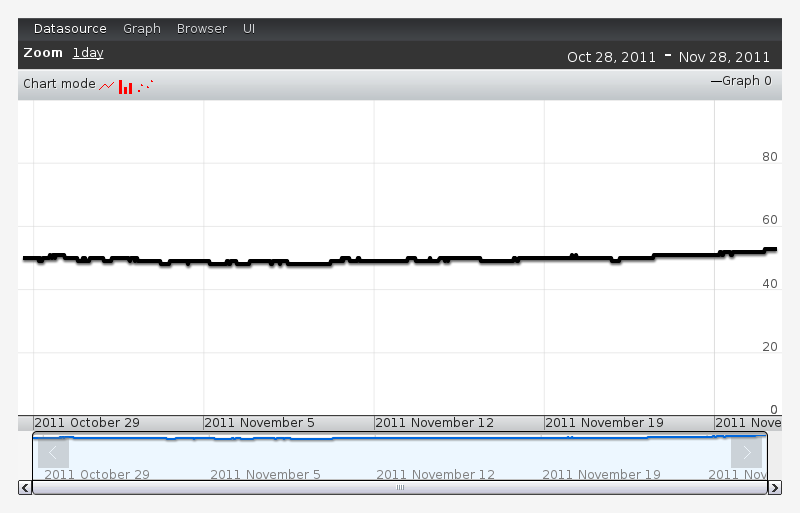 Datasource Graph Browser UI
Zoom 1day
Oct 28, 2011 - Nov 28, 2011
Chart mode
Graph 0
80
60
40
20
0
2011 October 29 2011 November 5 2011 November 12 2011 November 19 2011 Nove
2011 October 29 2011 November 5 2011 November 12 2011 November 19 2011 Nov